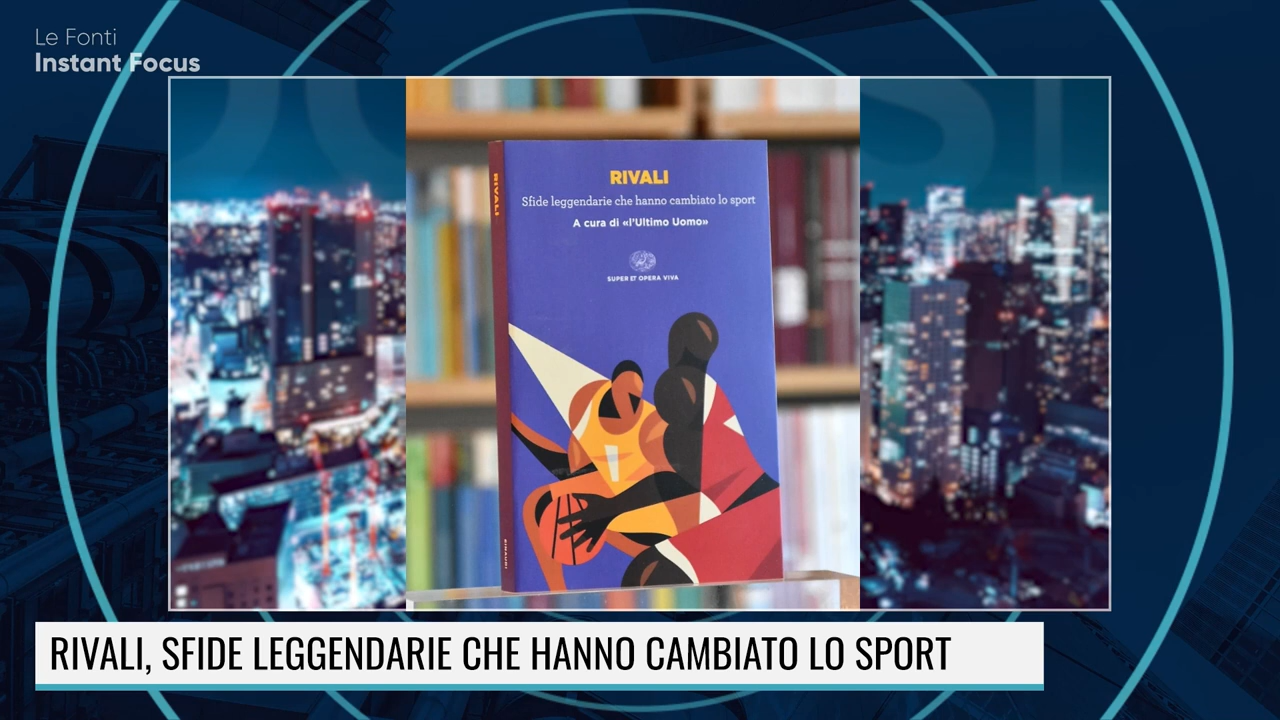 Le Fonti
Instant Focus
RIVALI
RIVALI
Sfide leggendarie che hanno cambiato lo sport
A cura di «l'Ultimo Uomo»
SUPER ET OPERA VIVA
1
EINAUDI
RIVALI, SFIDE LEGGENDARIE CHE HANNO CAMBIATO LO SPORT